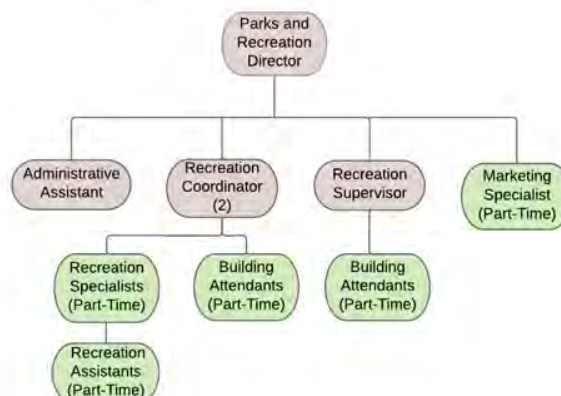 Parks and
Recreation
Director
Administrative
Assistant
Recreation
Coordinator
(2)
Recreation
Supervisor
Marketing
Specialist
(Part-Time)
Recreation
Specialists
(Part-Time)
Building
Attendants
(Part-Time)
Building
Attendants
(Part-Time)
Recreation
Assistants
(Part-Time)